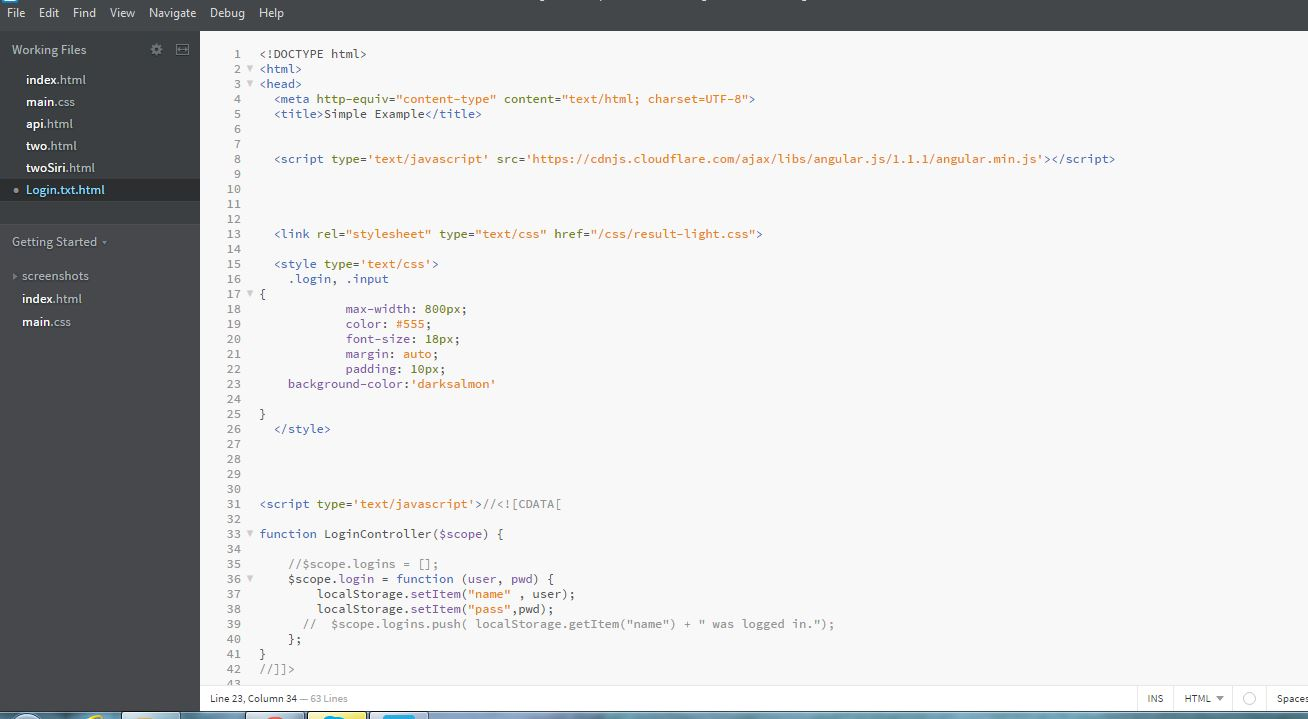 File Edit Find View Navigate Debug Help
Working Files
index.html
main.css
api.html
two.html
twoSiri.html
Login.txt.html
Getting Started
screenshots
index.html
main.css
1 <!DOCTYPE html>
2 <html>
3 <head>
4 <meta http-equiv="content-type" content="text/html; charset=UTF-8">
5 <title>Simple Example</title>
6
7
8 <script type='text/javascript' src='https://cdnjs.cloudflare.com/ajax/libs/angular.js/1.1.1/angular.min.js'></script>
9
10
11
12
13 <link rel="stylesheet" type="text/css" href="/css/result-light.css">
14
15 <style type='text/css'>
16 .login, .input
17 {
18 max-width: 800px;
19 color: #555;
20 font-size: 18px;
21 margin: auto;
22 padding: 10px;
23 background-color:'darksalmon'
24
25 }
26 </style>
27
28
29
30
31 <script type='text/javascript'>//<![CDATA[
32
33 function LoginController($scope) {
34
35 //$scope.logins = [];
36 $scope.login = function (user, pwd) {
37 localStorage.setItem("name" , user);
38 localStorage.setItem("pass",pwd);
39 // $scope.logins.push( localStorage.getItem("name") + " was logged in.");
40 };
41 }
42 //]]>
43
Line 23, Column 34 — 63 Lines
INS HTML Spaces